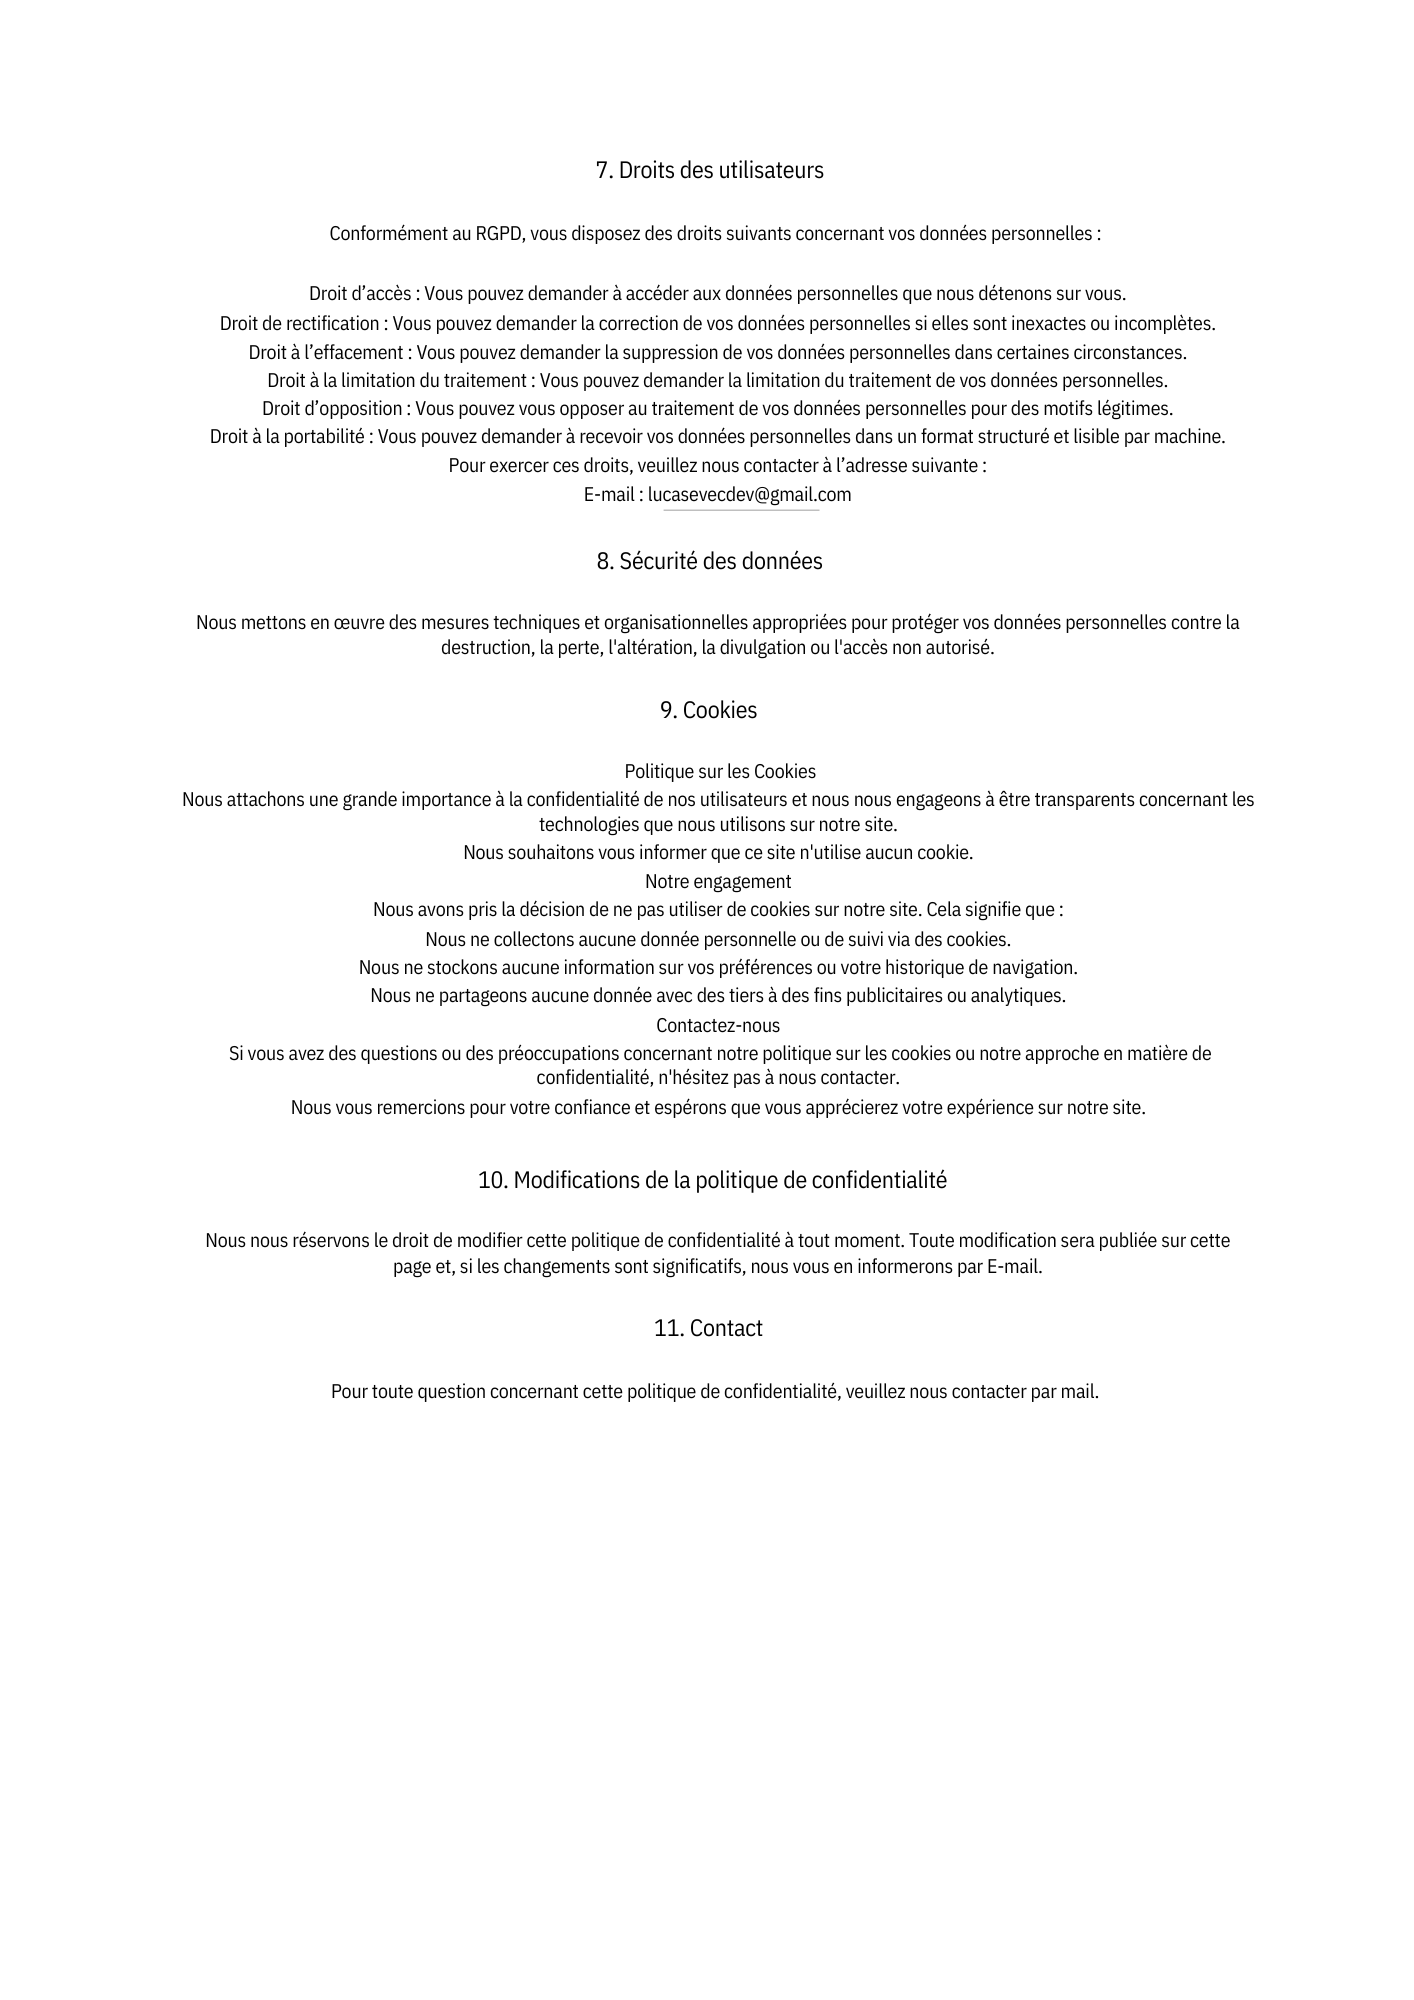 7. Droits des utilisateurs
Conformément au RGPD, vous disposez des droits suivants concernant vos données personnelles :
Droit d’accès : Vous pouvez demander à accéder aux données personnelles que nous détenons sur vous.
Droit de rectification : Vous pouvez demander la correction de vos données personnelles si elles sont inexactes ou incomplètes.
Droit à l’effacement : Vous pouvez demander la suppression de vos données personnelles dans certaines circonstances.
Droit à la limitation du traitement : Vous pouvez demander la limitation du traitement de vos données personnelles.
Droit d’opposition : Vous pouvez vous opposer au traitement de vos données personnelles pour des motifs légitimes.
Droit à la portabilité : Vous pouvez demander à recevoir vos données personnelles dans un format structuré et lisible par machine.
Pour exercer ces droits, veuillez nous contacter à l’adresse suivante :
E-mail : lucasevecdev@gmail.com
8. Sécurité des données
Nous mettons en œuvre des mesures techniques et organisationnelles appropriées pour protéger vos données personnelles contre la
destruction, la perte, l'altération, la divulgation ou l'accès non autorisé.
9. Cookies
Politique sur les Cookies
Nous attachons une grande importance à la confidentialité de nos utilisateurs et nous nous engageons à être transparents concernant les
technologies que nous utilisons sur notre site.
Nous souhaitons vous informer que ce site n'utilise aucun cookie.
Notre engagement
Nous avons pris la décision de ne pas utiliser de cookies sur notre site. Cela signifie que :
Nous ne collectons aucune donnée personnelle ou de suivi via des cookies.
Nous ne stockons aucune information sur vos préférences ou votre historique de navigation.
Nous ne partageons aucune donnée avec des tiers à des fins publicitaires ou analytiques.
Contactez-nous
Si vous avez des questions ou des préoccupations concernant notre politique sur les cookies ou notre approche en matière de
confidentialité, n'hésitez pas à nous contacter.
Nous vous remercions pour votre confiance et espérons que vous apprécierez votre expérience sur notre site.
10. Modifications de la politique de confidentialité
Nous nous réservons le droit de modifier cette politique de confidentialité à tout moment. Toute modification sera publiée sur cette
page et, si les changements sont significatifs, nous vous en informerons par E-mail.
11. Contact
Pour toute question concernant cette politique de confidentialité, veuillez nous contacter par mail.